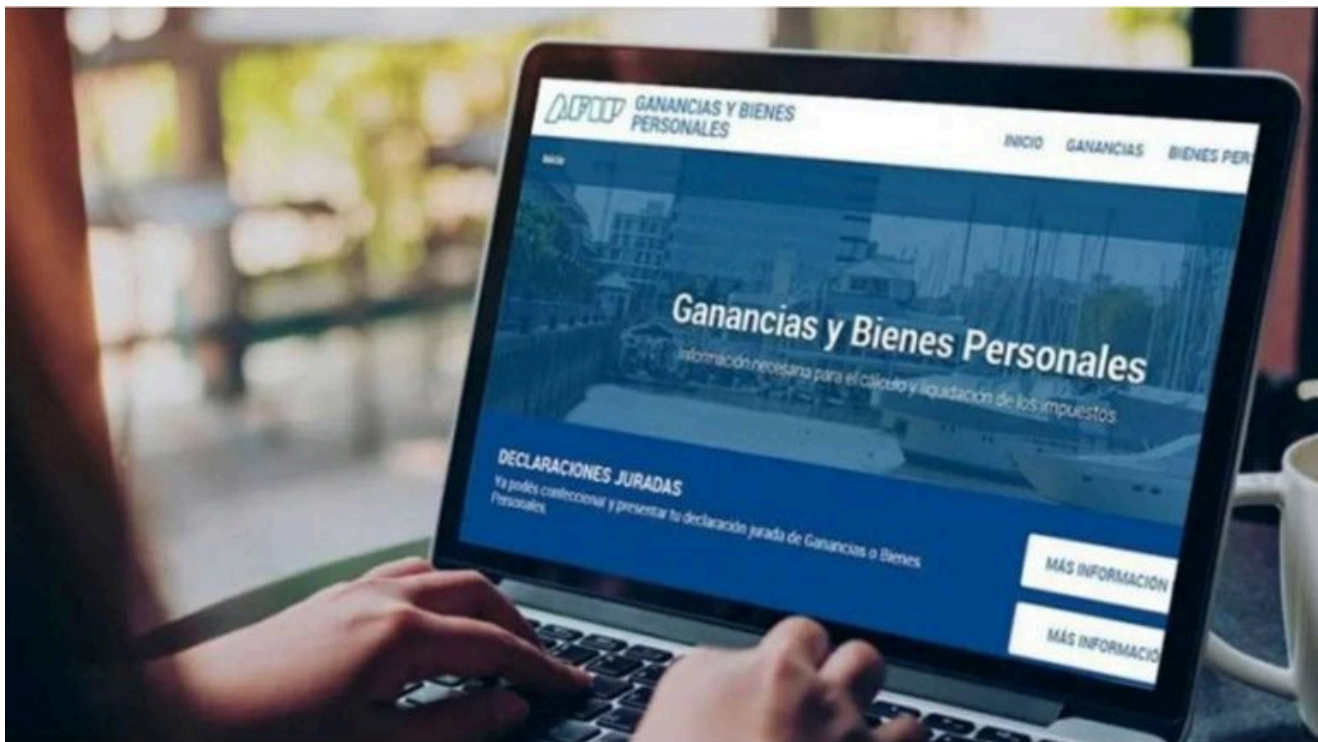 AFIP GANANCIAS Y BIENES
PERSONALES
INICIO GANANCIAS BIENES PER
Inicio
Ganancias y Bienes Personales
Información necesaria para el cálculo y liquidación de los impuestos.
DECLARACIONES JURADAS
Ya podés confeccionar y presentar tu declaración jurada de Ganancias o Bienes
Personales.
MÁS INFORMACIÓN
MÁS INFORMACIÓ